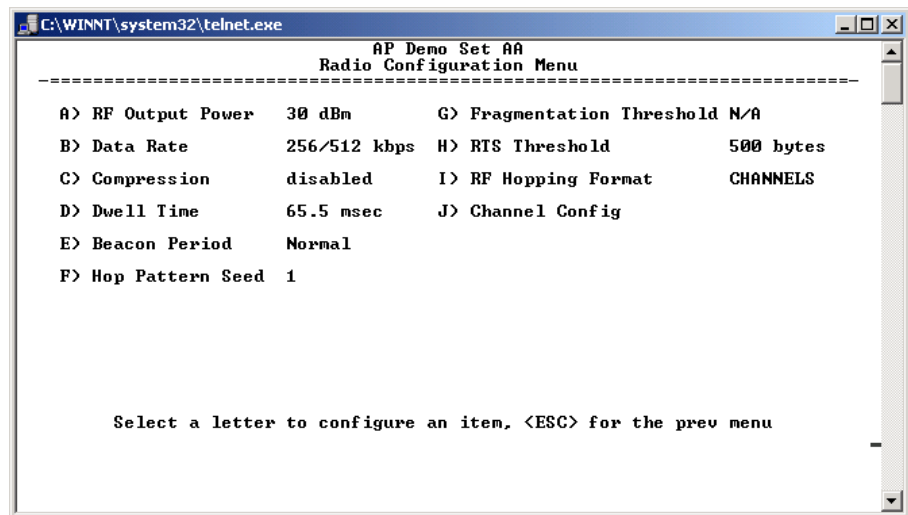 C:\WINNT\system32\telnet.exe
AP Demo Set AA
Radio Configuration Menu
-==============================================================================-
A) RF Output Power 30 dBm G) Fragmentation Threshold N/A
B) Data Rate 256/512 kbps H) RTS Threshold 500 bytes
C) Compression disabled I) RF Hopping Format CHANNELS
D) Dwell Time 65.5 msec J) Channel Config
E) Beacon Period Normal
F) Hop Pattern Seed 1
Select a letter to configure an item, <ESC> for the prev menu